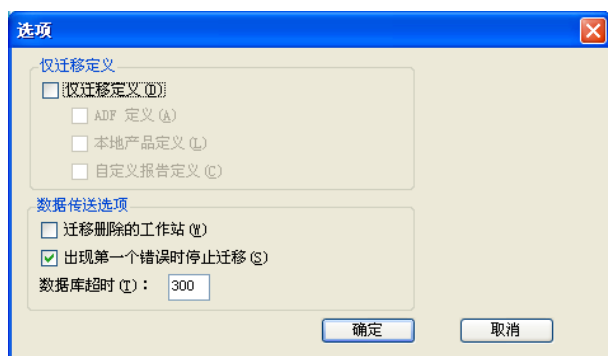 选项
仅迁移定义
仅迁移定义(D)
ADF 定义(A)
本地产品定义(L)
自定义报告定义(C)
数据传送选项
迁移删除的工作站(W)
出现第一个错误时停止迁移(S)
数据库超时(T): 300
确定 取消